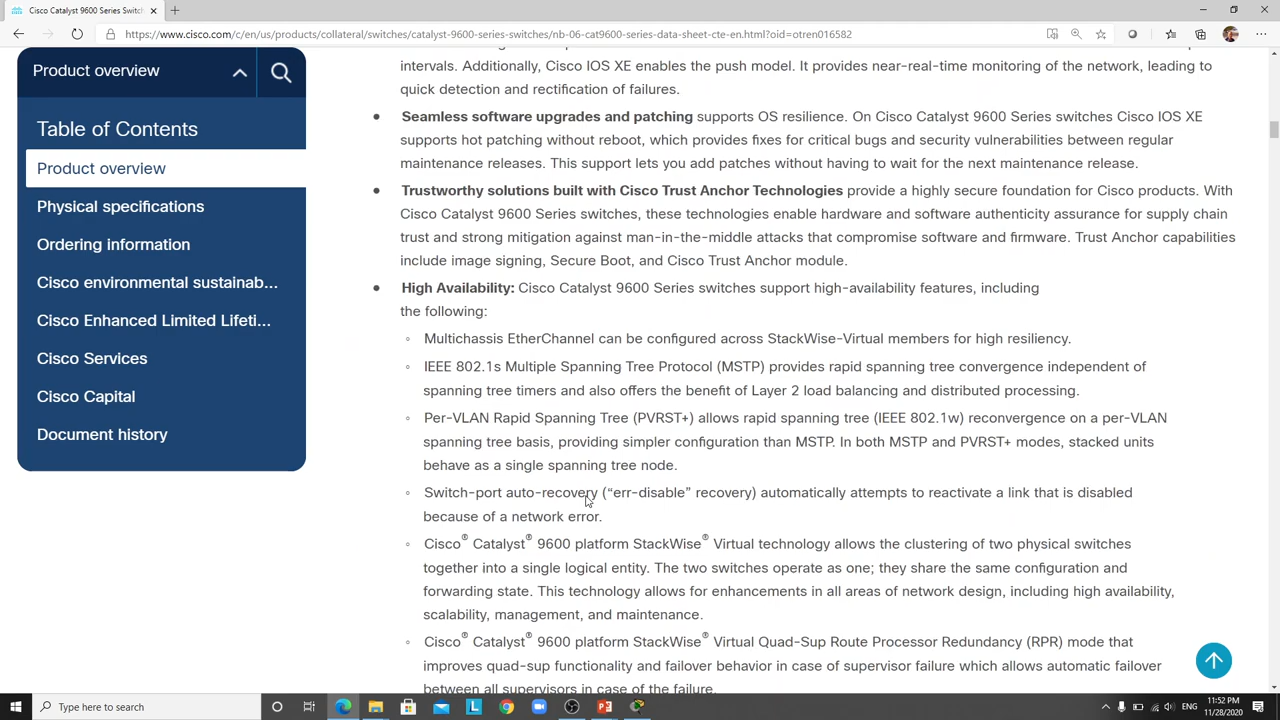 Cisco Catalyst 9600 Series Switch
https://www.cisco.com/c/en/us/products/collateral/switches/catalyst-9600-series-switches/nb-06-cat9600-series-data-sheet-cte-en.html?oid=otren016582
Product overview
Table of Contents
Product overview
Physical specifications
Ordering information
Cisco environmental sustainab...
Cisco Enhanced Limited Lifeti...
Cisco Services
Cisco Capital
Document history
intervals. Additionally, Cisco IOS XE enables the push model. It provides near-real-time monitoring of the network, leading to
quick detection and rectification of failures.
● Seamless software upgrades and patching supports OS resilience. On Cisco Catalyst 9600 Series switches Cisco IOS XE
supports hot patching without reboot, which provides fixes for critical bugs and security vulnerabilities between regular
maintenance releases. This support lets you add patches without having to wait for the next maintenance release.
● Trustworthy solutions built with Cisco Trust Anchor Technologies provide a highly secure foundation for Cisco products. With
Cisco Catalyst 9600 Series switches, these technologies enable hardware and software authenticity assurance for supply chain
trust and strong mitigation against man-in-the-middle attacks that compromise software and firmware. Trust Anchor capabilities
include image signing, Secure Boot, and Cisco Trust Anchor module.
● High Availability: Cisco Catalyst 9600 Series switches support high-availability features, including
the following:
◦ Multichassis EtherChannel can be configured across StackWise-Virtual members for high resiliency.
◦ IEEE 802.1s Multiple Spanning Tree Protocol (MSTP) provides rapid spanning tree convergence independent of
spanning tree timers and also offers the benefit of Layer 2 load balancing and distributed processing.
◦ Per-VLAN Rapid Spanning Tree (PVRST+) allows rapid spanning tree (IEEE 802.1w) reconvergence on a per-VLAN
spanning tree basis, providing simpler configuration than MSTP. In both MSTP and PVRST+ modes, stacked units
behave as a single spanning tree node.
◦ Switch-port auto-recovery (“err-disable” recovery) automatically attempts to reactivate a link that is disabled
because of a network error.
◦ Cisco® Catalyst® 9600 platform StackWise® Virtual technology allows the clustering of two physical switches
together into a single logical entity. The two switches operate as one; they share the same configuration and
forwarding state. This technology allows for enhancements in all areas of network design, including high availability,
scalability, management, and maintenance.
◦ Cisco® Catalyst® 9600 platform StackWise® Virtual Quad-Sup Route Processor Redundancy (RPR) mode that
improves quad-sup functionality and failover behavior in case of supervisor failure which allows automatic failover
between all supervisors in case of the failure.
Type here to search
ENG
11:52 PM
11/28/2020